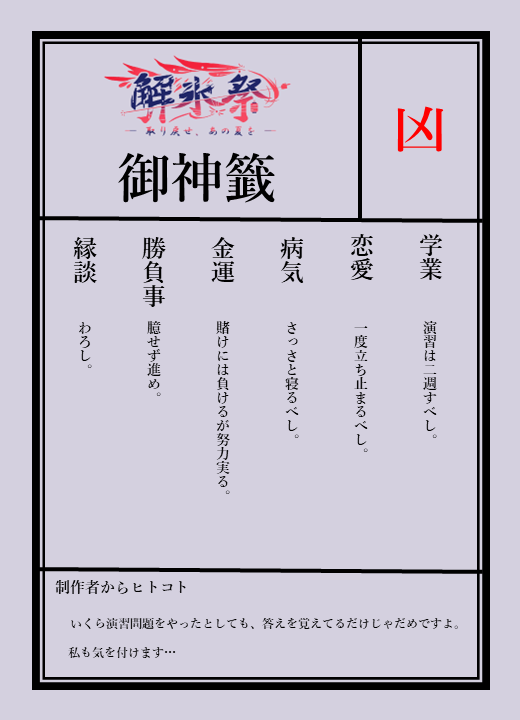 解氷祭
取り戻せ、あの夏を
御神籤
凶
学業
演習は二週すべし。
恋愛
一度立ち止まるべし。
病気
さっさと寝るべし。
金運
賭けには負けるが努力実る。
勝負事
臆せず進め。
縁談
わろし。
制作者からヒトコト
いくら演習問題をやったとしても、答えを覚えてるだけじゃだめですよ。
私も気を付けます…